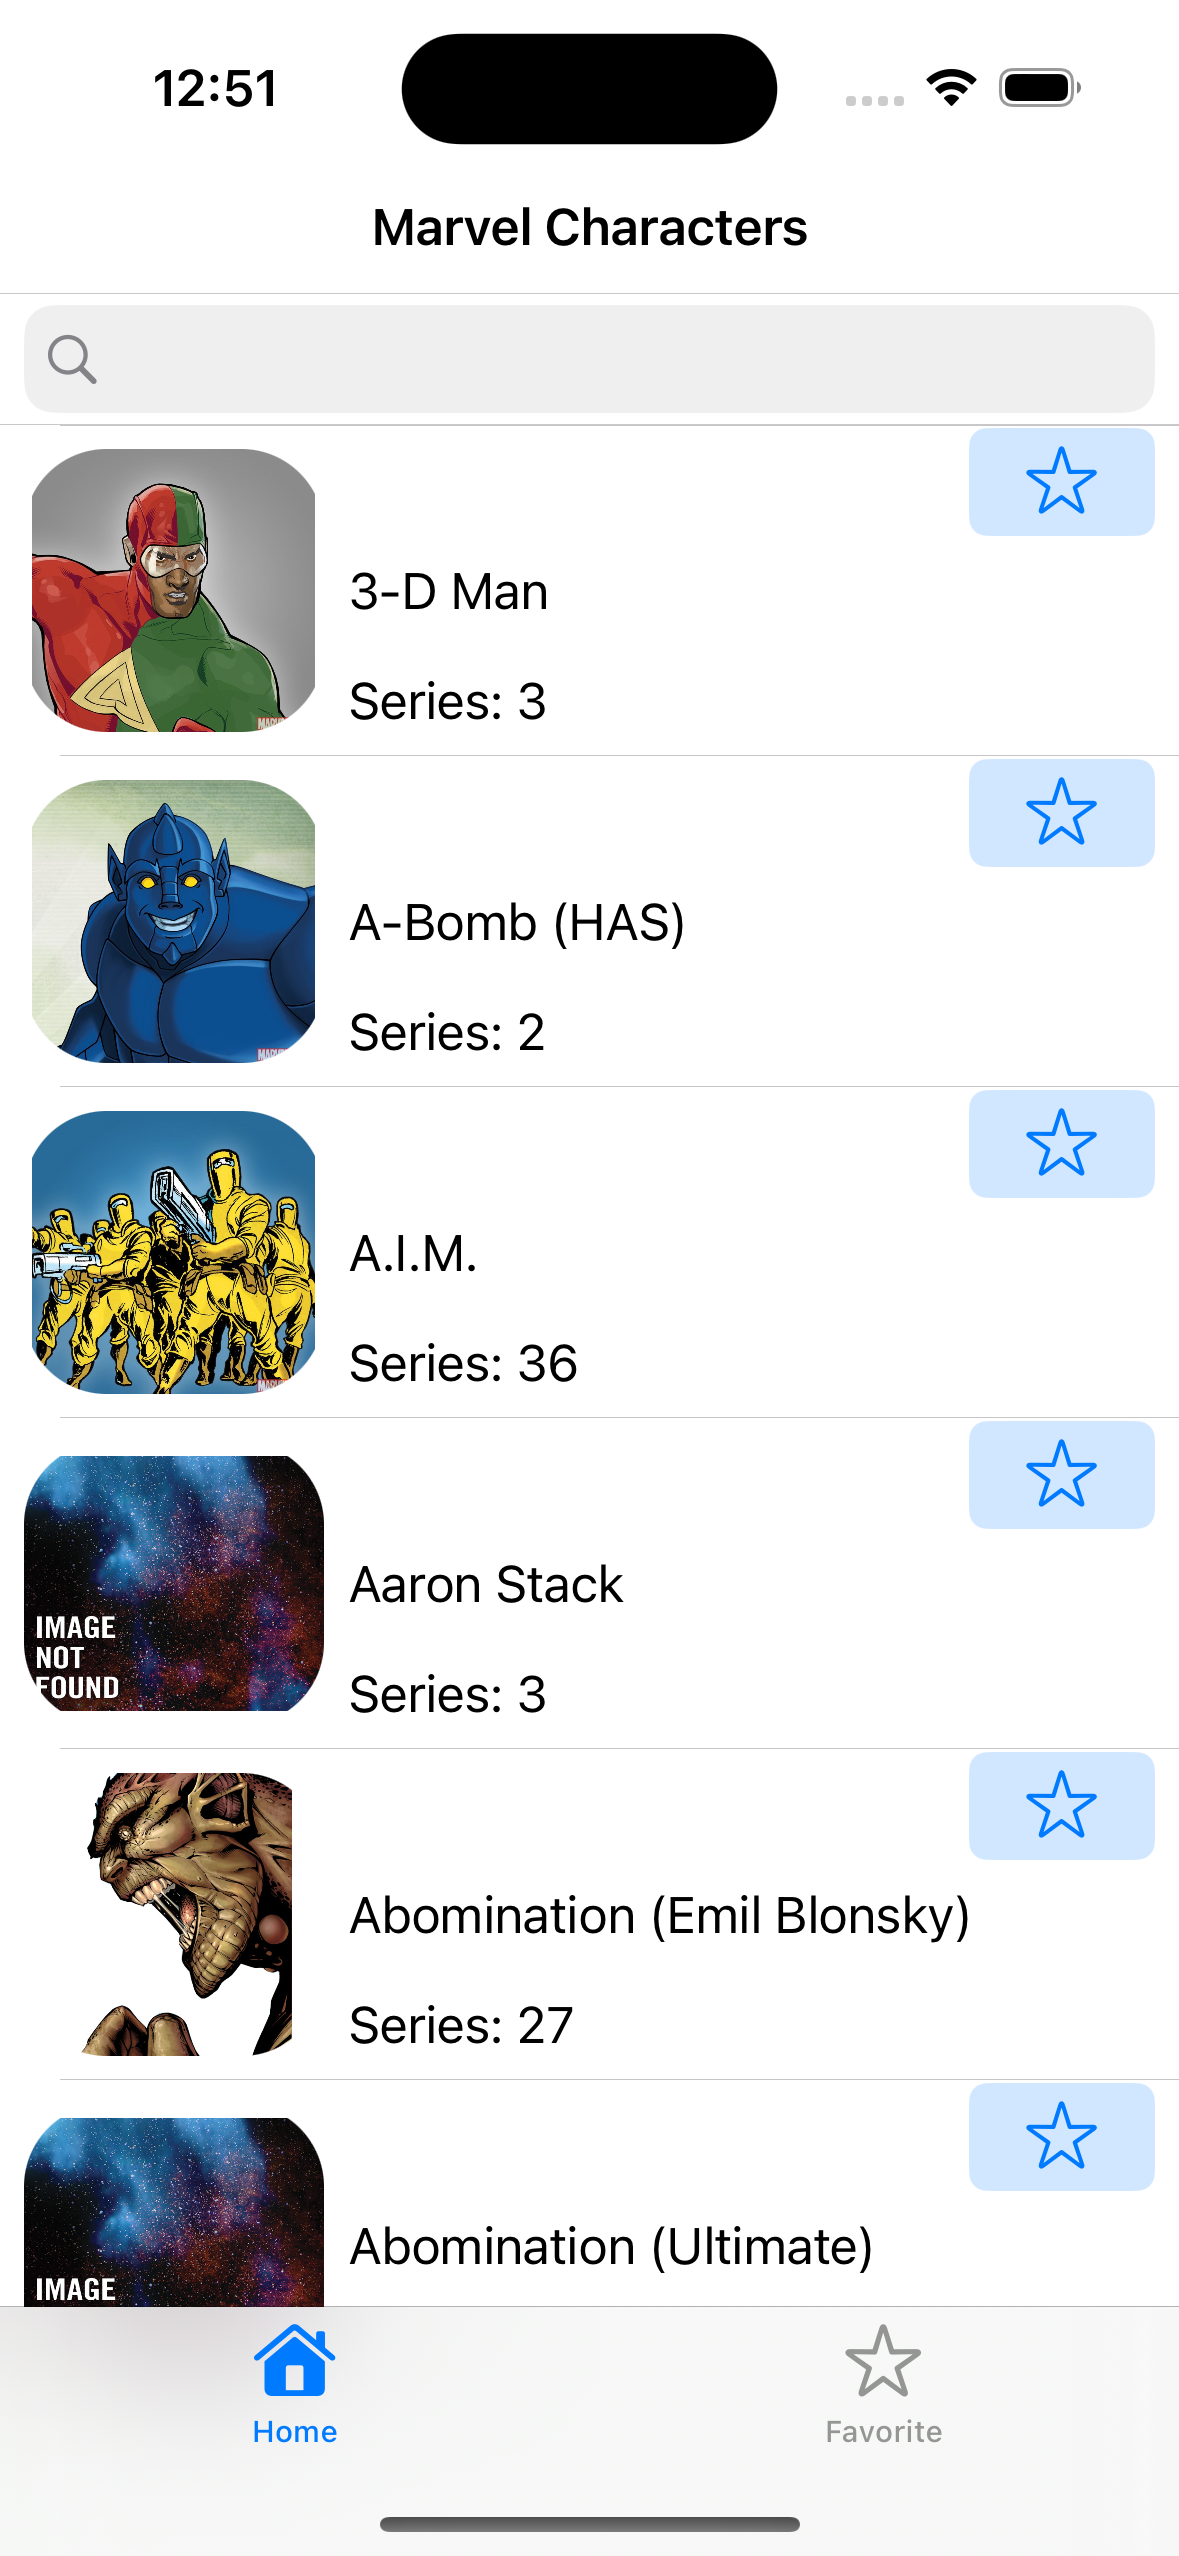 12:51
Marvel Characters
3-D Man
Series: 3
A-Bomb (HAS)
Series: 2
A.I.M.
Series: 36
IMAGE
NOT
FOUND
Aaron Stack
Series: 3
Abomination (Emil Blonsky)
Series: 27
IMAGE
Abomination (Ultimate)
Home
Favorite